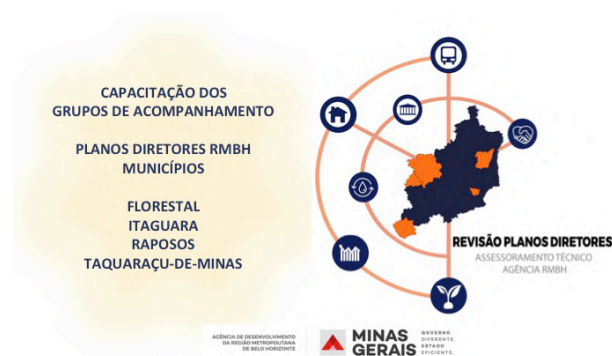 CAPACITAÇÃO DOS
GRUPOS DE ACOMPANHAMENTO
PLANOS DIRETORES RMBH
MUNICÍPIOS
FLORESTAL
ITAGUARA
RAPOSOS
TAQUARAÇU-DE-MINAS
REVISÃO PLANOS DIRETORES
ASSESSORAMENTO TÉCNICO
AGÊNCIA RMBH
AGÊNCIA DE DESENVOLVIMENTO
DA REGIÃO METROPOLITANA
DE BELO HORIZONTE
MINAS
GERAIS
GOVERNO
DIFERENTE.
ESTADO
EFICIENTE.